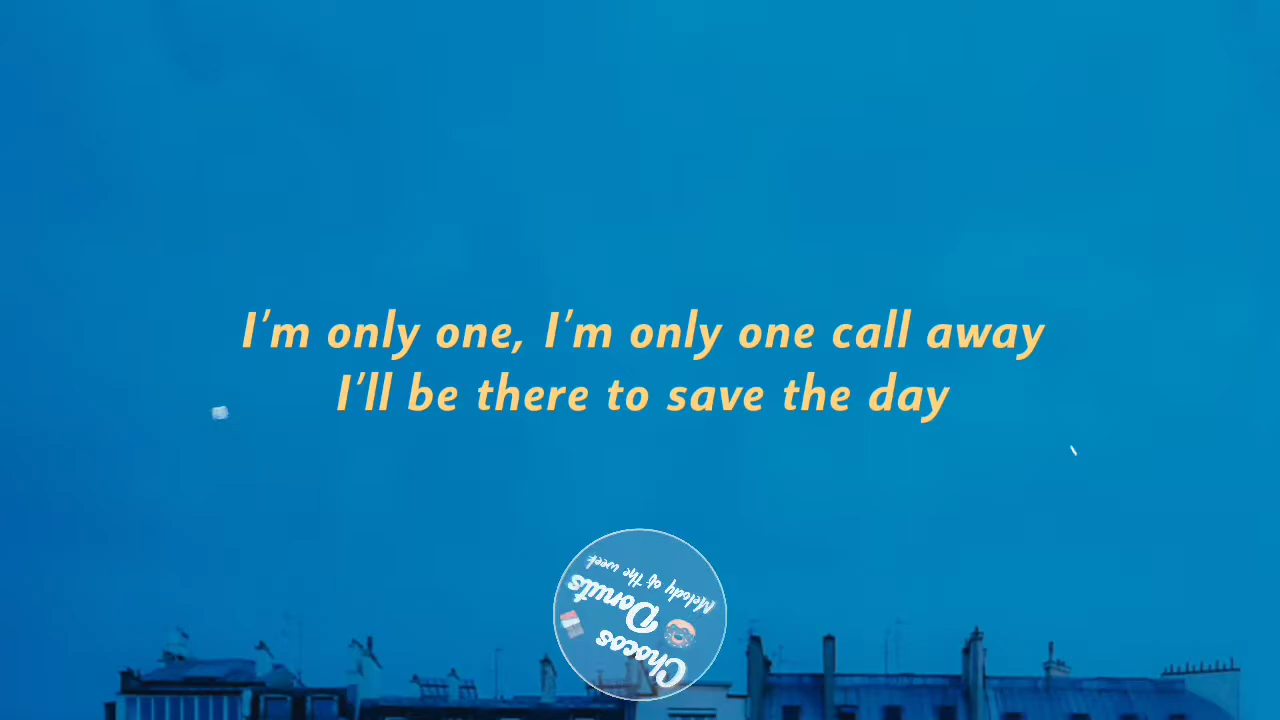 I'm only one, I'm only one call away
I'll be there to save the day
Chocos
Donuts
Melody of the week